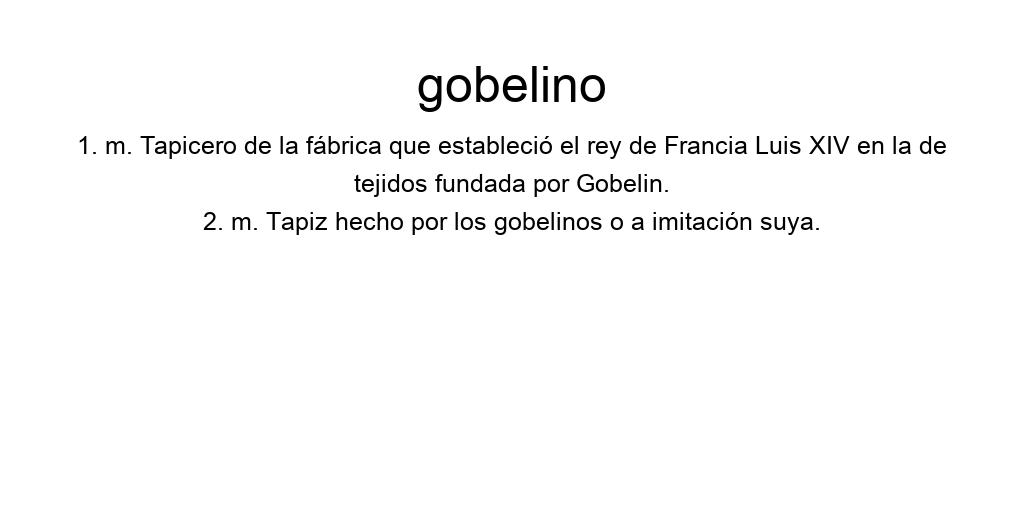 gobelino
1. m. Tapicero de la fábrica que estableció el rey de Francia Luis XIV en la de
tejidos fundada por Gobelin.
2. m. Tapiz hecho por los gobelinos o a imitación suya.